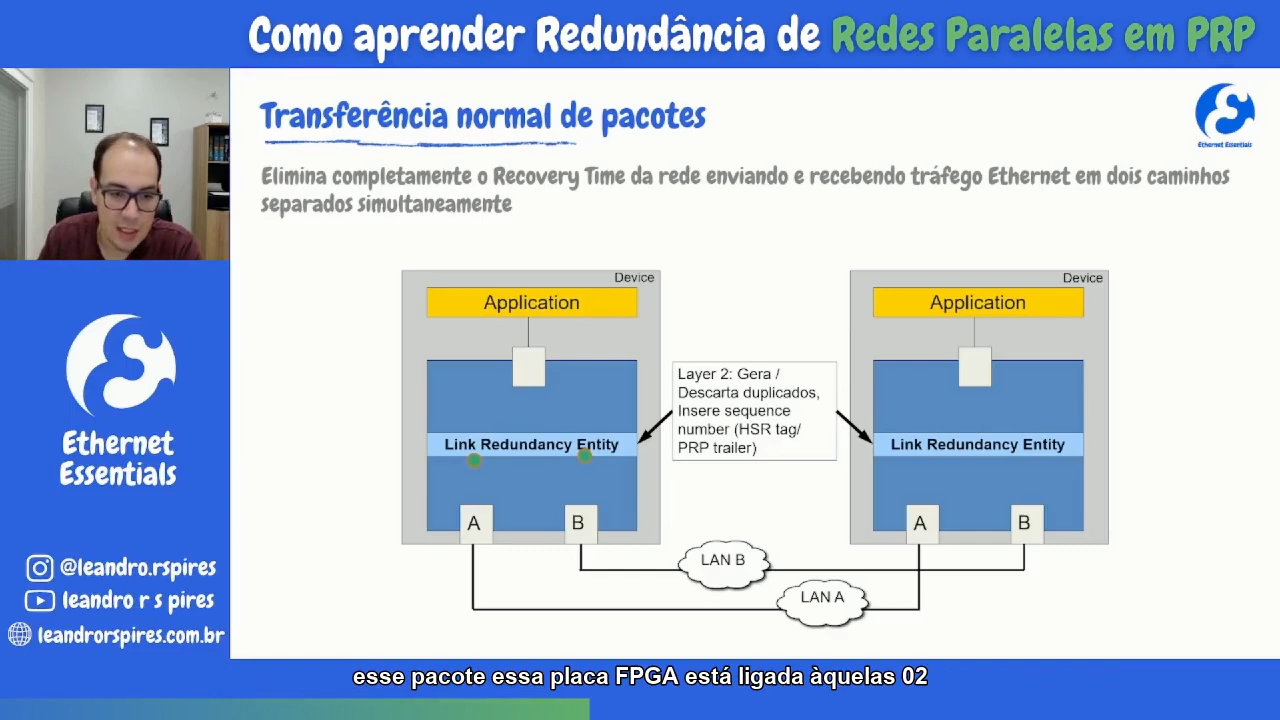 Como aprender Redundância de Redes Paralelas em PRP
Transferência normal de pacotes
Ethernet Essentials
Elimina completamente o Recovery Time da rede enviando e recebendo tráfego Ethernet em dois caminhos
separados simultaneamente
Device
Application
Link Redundancy Entity
A
B
Layer 2: Gera /
Descarta duplicados,
Insere sequence
number (HSR tag/
PRP trailer)
Device
Application
Link Redundancy Entity
A
B
LAN B
LAN A
Ethernet
Essentials
@leandro.rspires
leandro r s pires
leandrorspires.com.br
esse pacote essa placa FPGA está ligada àquelas 02